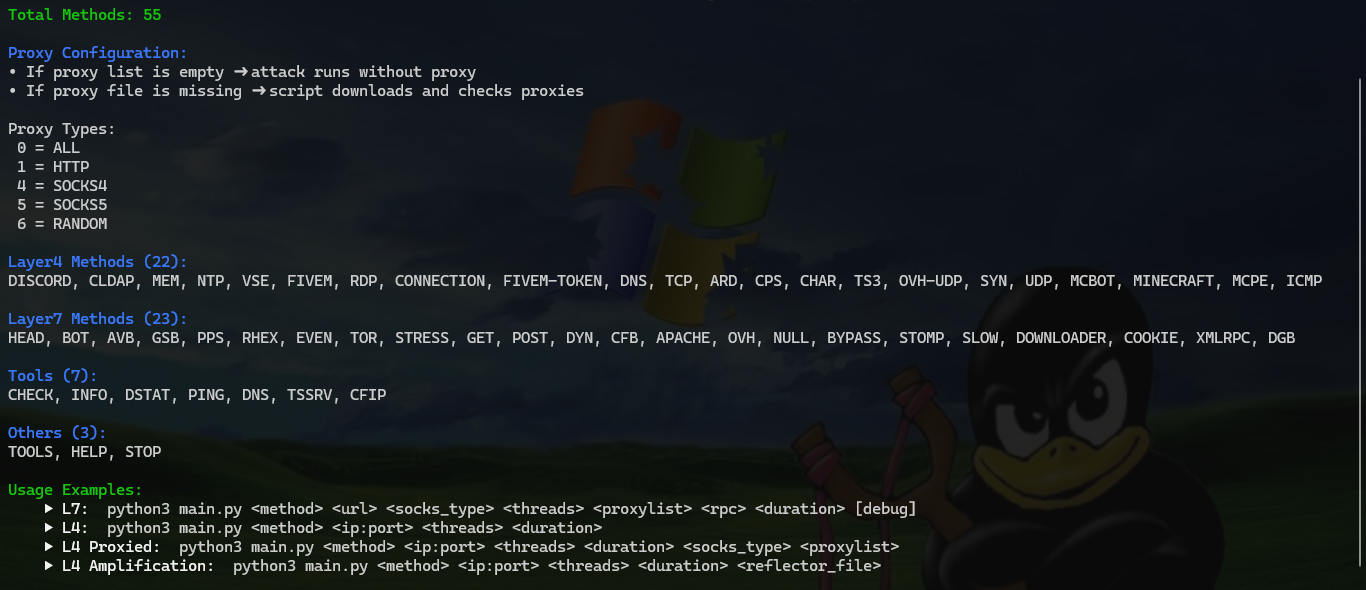 Total Methods: 55
Proxy Configuration:
• If proxy list is empty ➔attack runs without proxy
• If proxy file is missing ➔script downloads and checks proxies
Proxy Types:
0 = ALL
1 = HTTP
4 = SOCKS4
5 = SOCKS5
6 = RANDOM
Layer4 Methods (22):
DISCORD, CLDAP, MEM, NTP, VSE, FIVEM, RDP, CONNECTION, FIVEM-TOKEN, DNS, TCP, ARD, CPS, CHAR, TS3, OVH-UDP, SYN, UDP, MCBOT, MINECRAFT, MCPE, ICMP
Layer7 Methods (23):
HEAD, BOT, AVB, GSB, PPS, RHEX, EVEN, TOR, STRESS, GET, POST, DYN, CFB, APACHE, OVH, NULL, BYPASS, STOMP, SLOW, DOWNLOADER, COOKIE, XMLRPC, DGB
Tools (7):
CHECK, INFO, DSTAT, PING, DNS, TSSRV, CFIP
Others (3):
TOOLS, HELP, STOP
Usage Examples:
▶ L7: python3 main.py <method> <url> <socks_type> <threads> <proxylist> <rpc> <duration> [debug]
▶ L4: python3 main.py <method> <ip:port> <threads> <duration>
▶ L4 Proxied: python3 main.py <method> <ip:port> <threads> <duration> <socks_type> <proxylist>
▶ L4 Amplification: python3 main.py <method> <ip:port> <threads> <duration> <reflector_file>